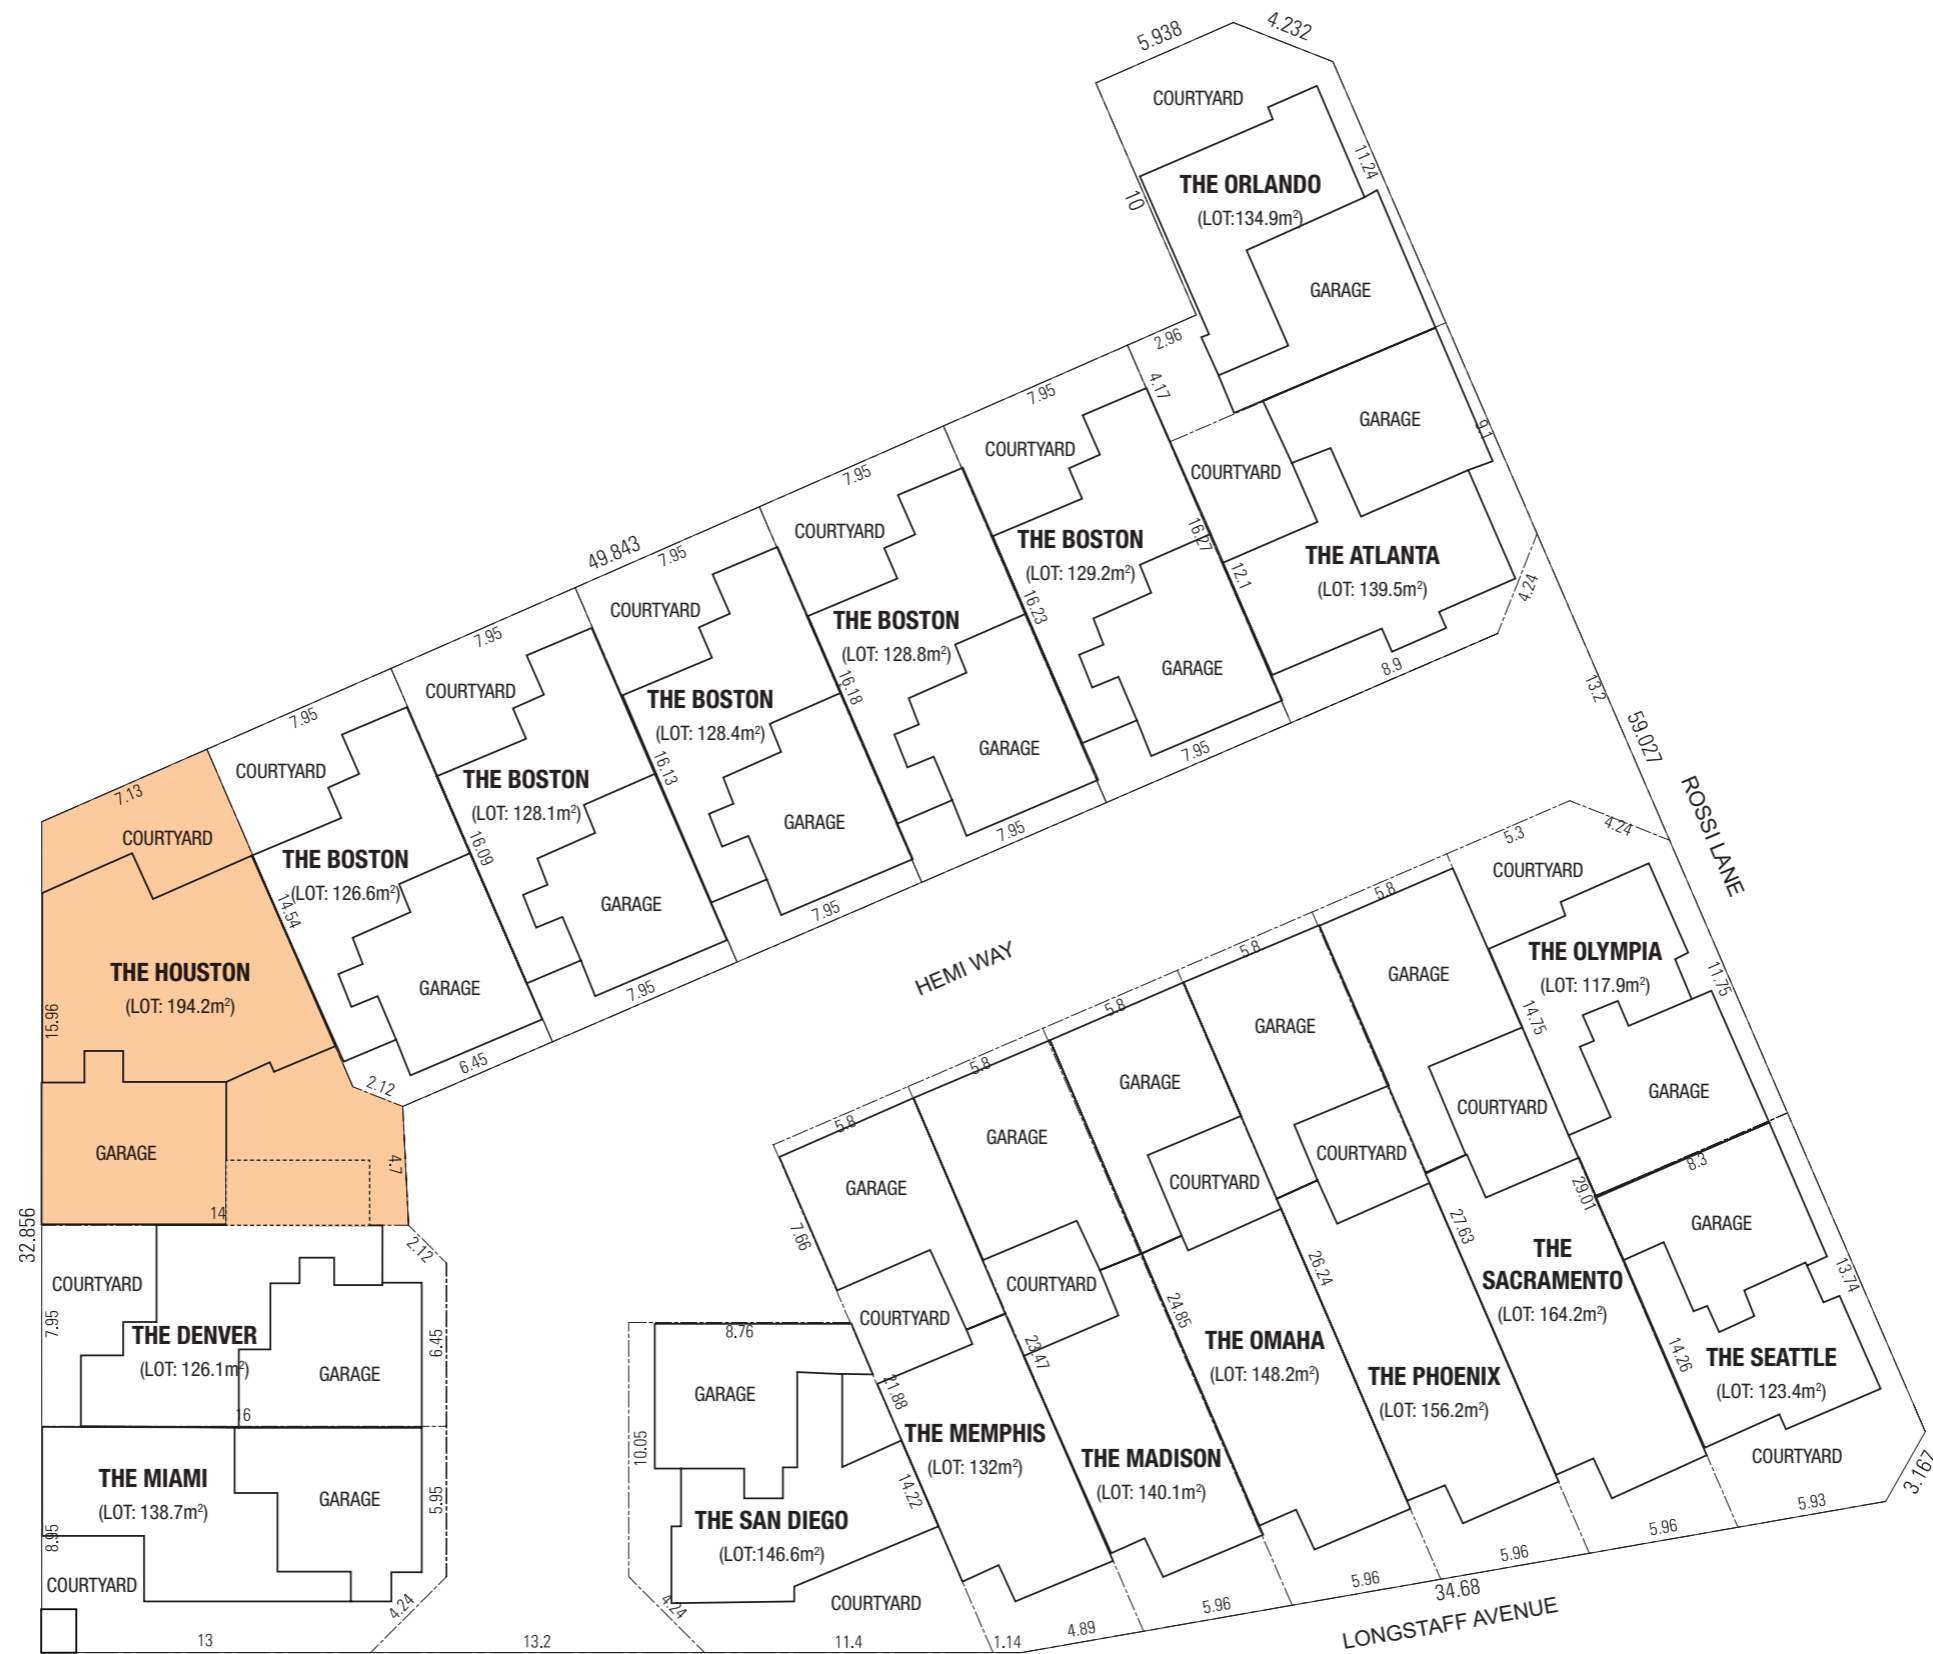 5.938
4.232
COURTYARD
11.24
THE ORLANDO
(LOT:134.9m²)
10
GARAGE
2.96
4.17
7.95
COURTYARD
GARAGE
9.1
COURTYARD
7.95
COURTYARD
THE BOSTON
(LOT: 129.2m²)
16.27
THE ATLANTA
(LOT: 139.5m²)
12.1
4.24
8.9
49.843
7.95
COURTYARD
THE BOSTON
(LOT: 128.8m²)
16.23
GARAGE
7.95
7.95
COURTYARD
THE BOSTON
(LOT: 128.4m²)
16.18
GARAGE
7.95
7.95
COURTYARD
THE BOSTON
(LOT: 128.1m²)
16.13
GARAGE
7.95
THE BOSTON
(LOT: 126.6m²)
16.09
GARAGE
7.95
14.54
GARAGE
6.45
7.13
COURTYARD
THE HOUSTON
(LOT: 194.2m²)
15.96
2.12
GARAGE
4.7
14
32.856
13.2
59.027
ROSSI LANE
HEMI WAY
5.3
4.24
COURTYARD
5.8
5.8
5.8
5.8
5.8
THE OLYMPIA
(LOT: 117.9m²)
11.75
14.75
GARAGE
GARAGE
GARAGE
GARAGE
GARAGE
GARAGE
COURTYARD
COURTYARD
COURTYARD
COURTYARD
COURTYARD
8.3
29.01
GARAGE
13.74
7.66
27.63
26.24
24.85
23.47
21.88
THE
SACRAMENTO
(LOT: 164.2m²)
THE OMAHA
(LOT: 148.2m²)
THE PHOENIX
(LOT: 156.2m²)
14.26
THE SEATTLE
(LOT: 123.4m²)
COURTYARD
3.167
THE MEMPHIS
(LOT: 132m²)
THE MADISON
(LOT: 140.1m²)
14.22
2.12
COURTYARD
7.95
THE DENVER
(LOT: 126.1m²)
GARAGE
6.45
16
THE MIAMI
(LOT: 138.7m²)
GARAGE
5.95
8.95
COURTYARD
4.24
8.76
GARAGE
10.05
THE SAN DIEGO
(LOT:146.6m²)
4.24
COURTYARD
13
13.2
11.4
1.14
4.89
5.96
5.96
5.96
5.96
5.93
34.68
LONGSTAFF AVENUE